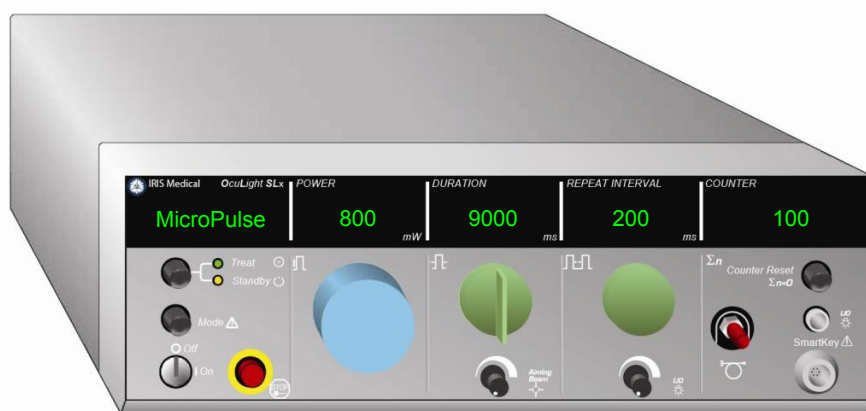 IRIS Medical OcuLight SLx POWER DURATION REPEAT INTERVAL COUNTER
MicroPulse 800 9000 200 100
mW ms ms
Treat
Standby
Mode
Off
On
STOP
Aiming
Beam
Σn
Counter Reset
Σn=0
SmartKey